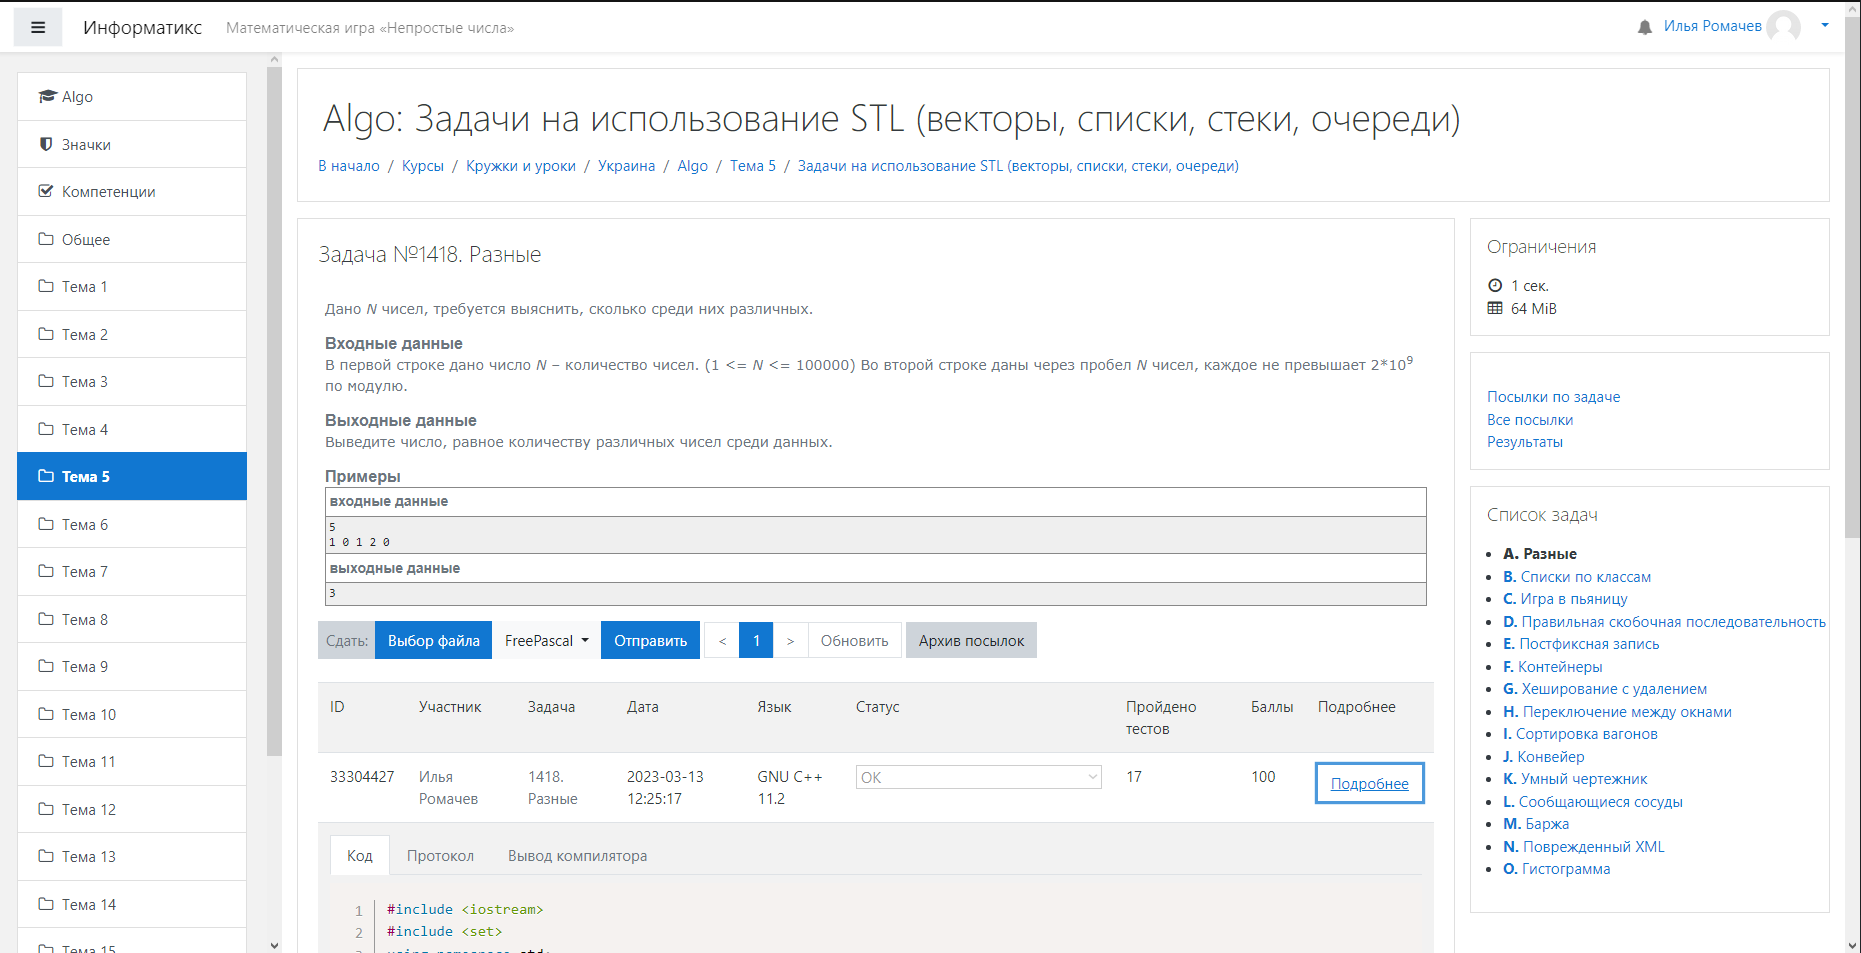 Информатикс
Математическая игра «Непростые числа»
Илья Ромачев
Algo
Значки
Компетенции
Общее
Тема 1
Тема 2
Тема 3
Тема 4
Тема 5
Тема 6
Тема 7
Тема 8
Тема 9
Тема 10
Тема 11
Тема 12
Тема 13
Тема 14
Тема 15
Algo: Задачи на использование STL (векторы, списки, стеки, очереди)
В начало / Курсы / Кружки и уроки / Украина / Algo / Тема 5 / Задачи на использование STL (векторы, списки, стеки, очереди)
Задача №1418. Разные
Дано N чисел, требуется выяснить, сколько среди них различных.
Входные данные
В первой строке дано число N – количество чисел. (1 <= N <= 100000) Во второй строке даны через пробел N чисел, каждое не превышает 2*10⁹
по модулю.
Выходные данные
Выведите число, равное количеству различных чисел среди данных.
Примеры
входные данные
5
1 0 1 2 0
выходные данные
3
Сдать: Выбор файла FreePascal Отправить < 1 > Обновить Архив посылок
ID Участник Задача Дата Язык Статус Пройдено тестов Баллы Подробнее
33304427 Илья Ромачев 1418. Разные 2023-03-13 12:25:17 GNU C++ 11.2 OK 17 100 Подробнее
Код Протокол Вывод компилятора
1 #include <iostream>
2 #include <set>
3 using namespace std;
Ограничения
1 сек.
64 MiB
Посылки по задаче
Все посылки
Результаты
Список задач
A. Разные
B. Списки по классам
C. Игра в пьяницу
D. Правильная скобочная последовательность
E. Постфиксная запись
F. Контейнеры
G. Хеширование с удалением
H. Переключение между окнами
I. Сортировка вагонов
J. Конвейер
K. Умный чертежник
L. Сообщающиеся сосуды
M. Баржа
N. Поврежденный XML
O. Гистограмма